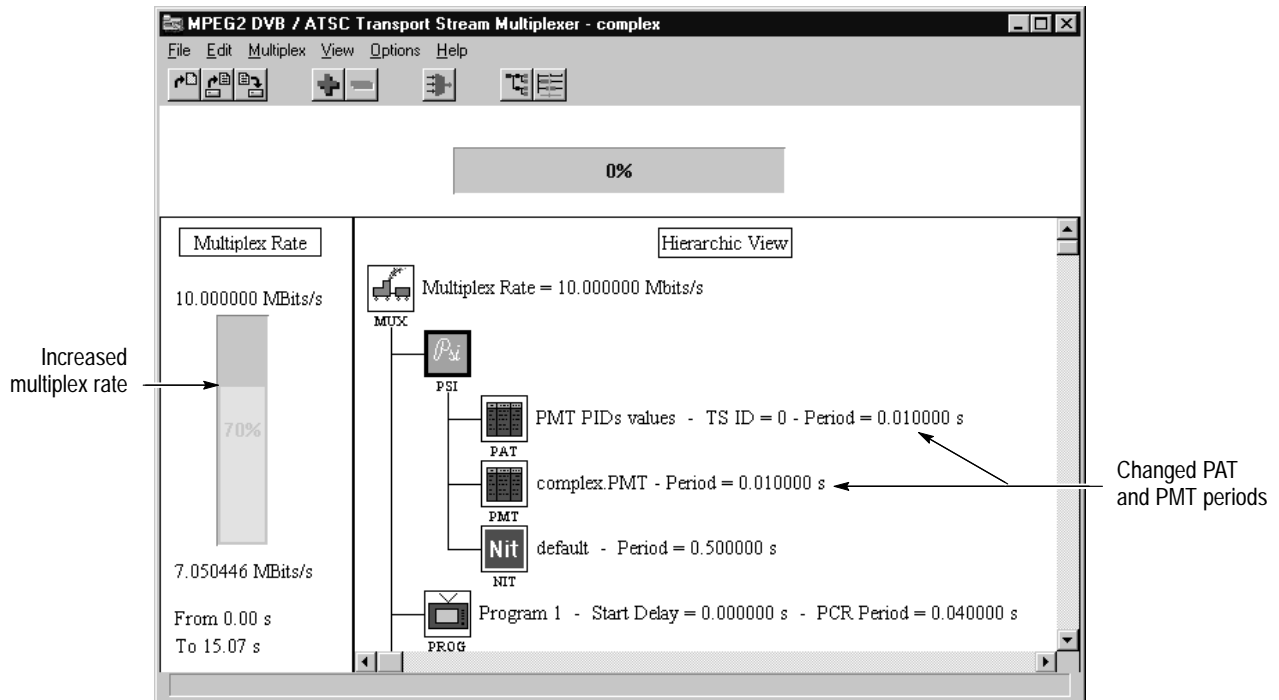 MPEG2 DVB / ATSC Transport Stream Multiplexer - complex
File Edit Multiplex View Options Help
0%
Multiplex Rate
10.000000 MBits/s
70%
7.050446 MBits/s
From 0.00 s
To 15.07 s
Hierarchic View
Multiplex Rate = 10.000000 Mbits/s
MUX
Psi
PSI
PMT PIDs values - TS ID = 0 - Period = 0.010000 s
PAT
complex.PMT - Period = 0.010000 s
PMT
Nit
default - Period = 0.500000 s
NIT
Program 1 - Start Delay = 0.000000 s - PCR Period = 0.040000 s
PROG
Increased
multiplex rate
Changed PAT
and PMT periods